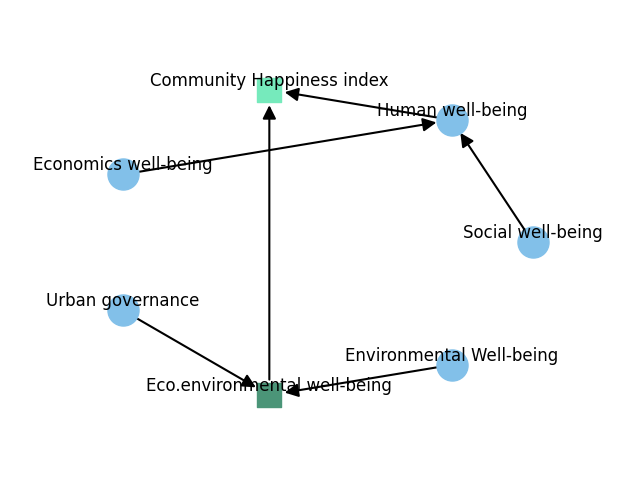 Community Happiness index
Human well-being
Economics well-being
Social well-being
Urban governance
Environmental Well-being
Eco.environmental well-being